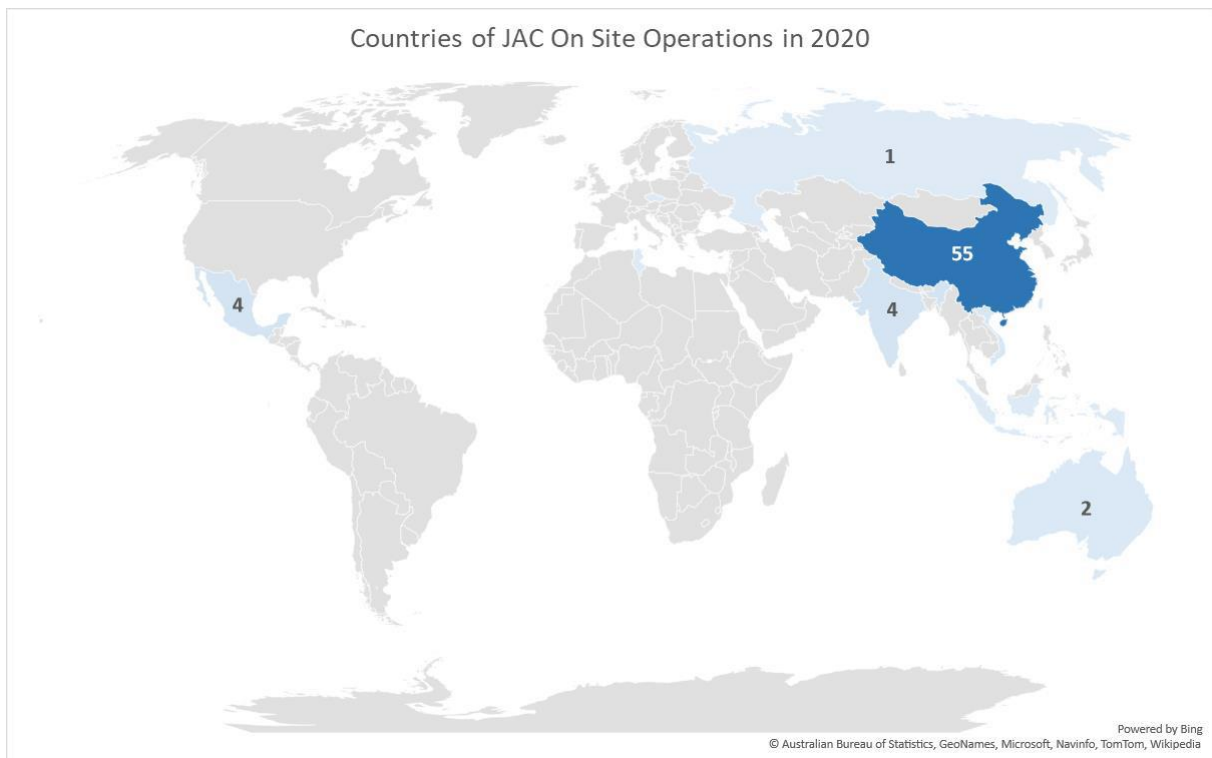 Countries of JAC On Site Operations in 2020
1
55
4
4
2
Powered by Bing
© Australian Bureau of Statistics, GeoNames, Microsoft, Navinfo, TomTom, Wikipedia